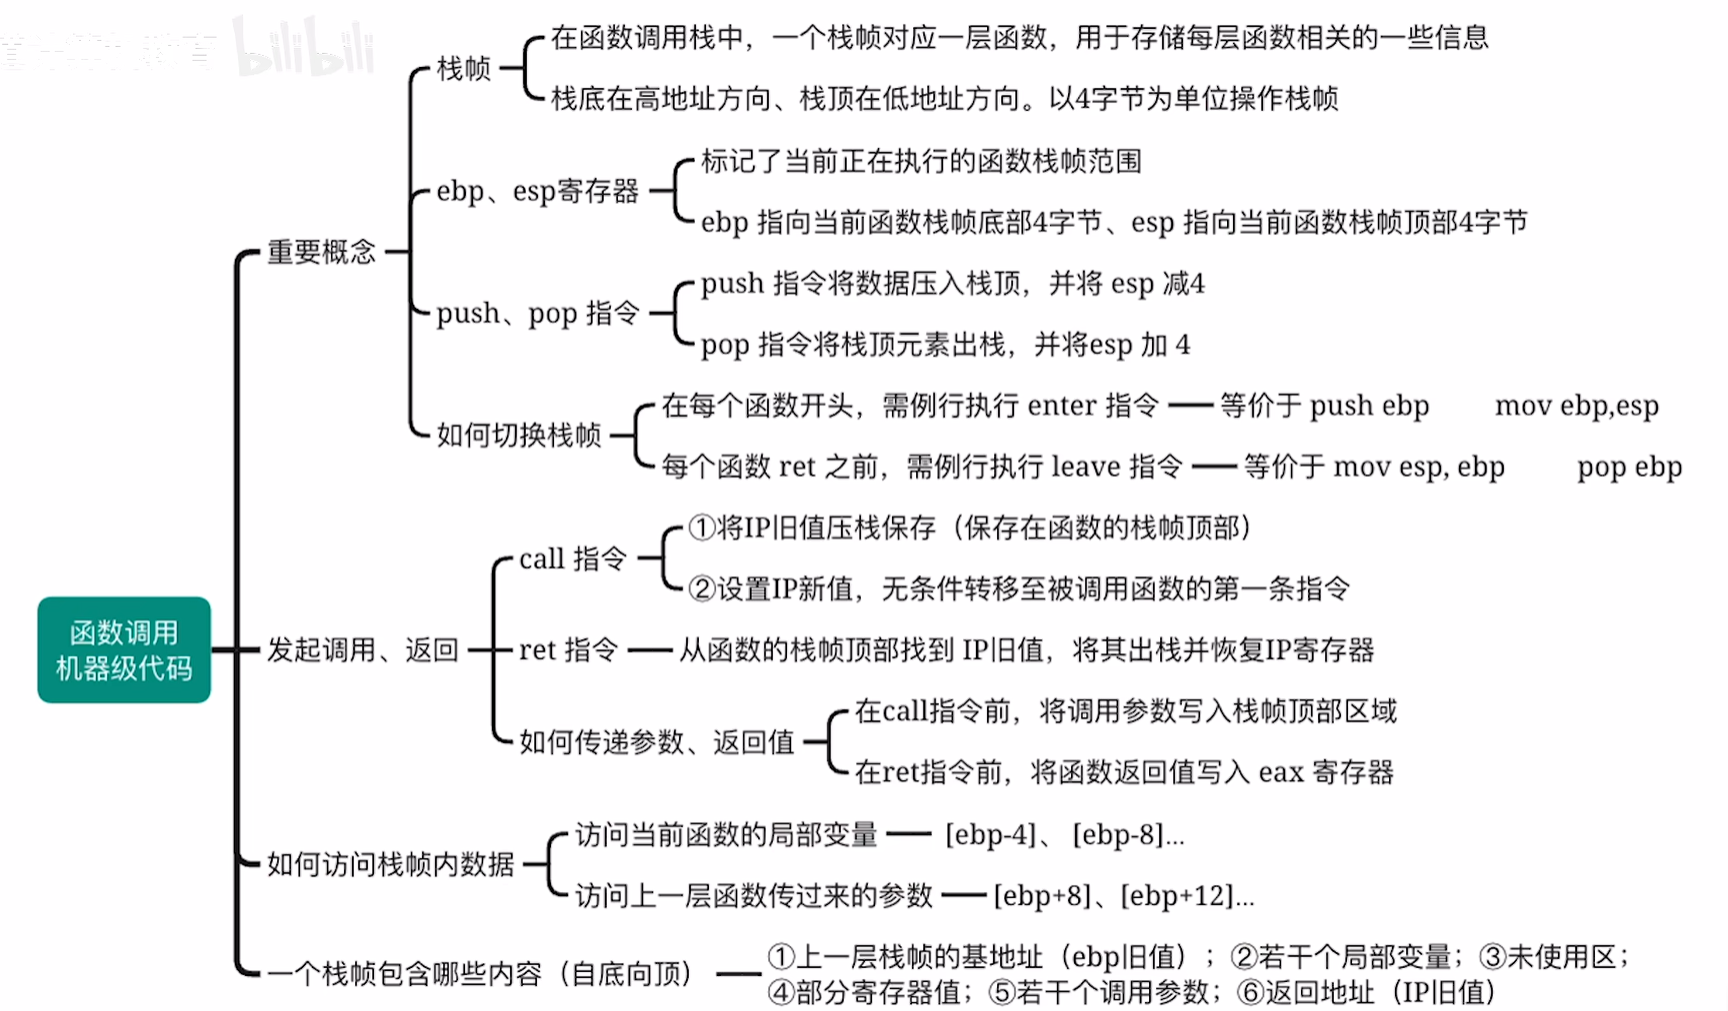 bilibili
栈帧
在函数调用栈中，一个栈帧对应一层函数，用于存储每层函数相关的一些信息
栈底在高地址方向、栈顶在低地址方向。以4字节为单位操作栈帧
ebp、esp寄存器
标记了当前正在执行的函数栈帧范围
ebp 指向当前函数栈帧底部4字节、esp 指向当前函数栈帧顶部4字节
重要概念
push、pop 指令
push 指令将数据压入栈顶，并将 esp 减4
pop 指令将栈顶元素出栈，并将esp 加 4
如何切换栈帧
在每个函数开头，需例行执行 enter 指令
等价于 push ebp mov ebp,esp
每个函数 ret 之前，需例行执行 leave 指令
等价于 mov esp, ebp pop ebp
函数调用
机器级代码
发起调用、返回
call 指令
①将IP旧值压栈保存（保存在函数的栈帧顶部）
②设置IP新值，无条件转移至被调用函数的第一条指令
ret 指令
从函数的栈帧顶部找到 IP旧值，将其出栈并恢复IP寄存器
如何传递参数、返回值
在call指令前，将调用参数写入栈帧顶部区域
在ret指令前，将函数返回值写入 eax 寄存器
如何访问栈帧内数据
访问当前函数的局部变量
[ebp-4]、 [ebp-8]...
访问上一层函数传过来的参数
[ebp+8]、[ebp+12]...
一个栈帧包含哪些内容（自底向顶）
①上一层栈帧的基地址（ebp旧值）；②若干个局部变量；③未使用区；
④部分寄存器值；⑤若干个调用参数；⑥返回地址（IP旧值）